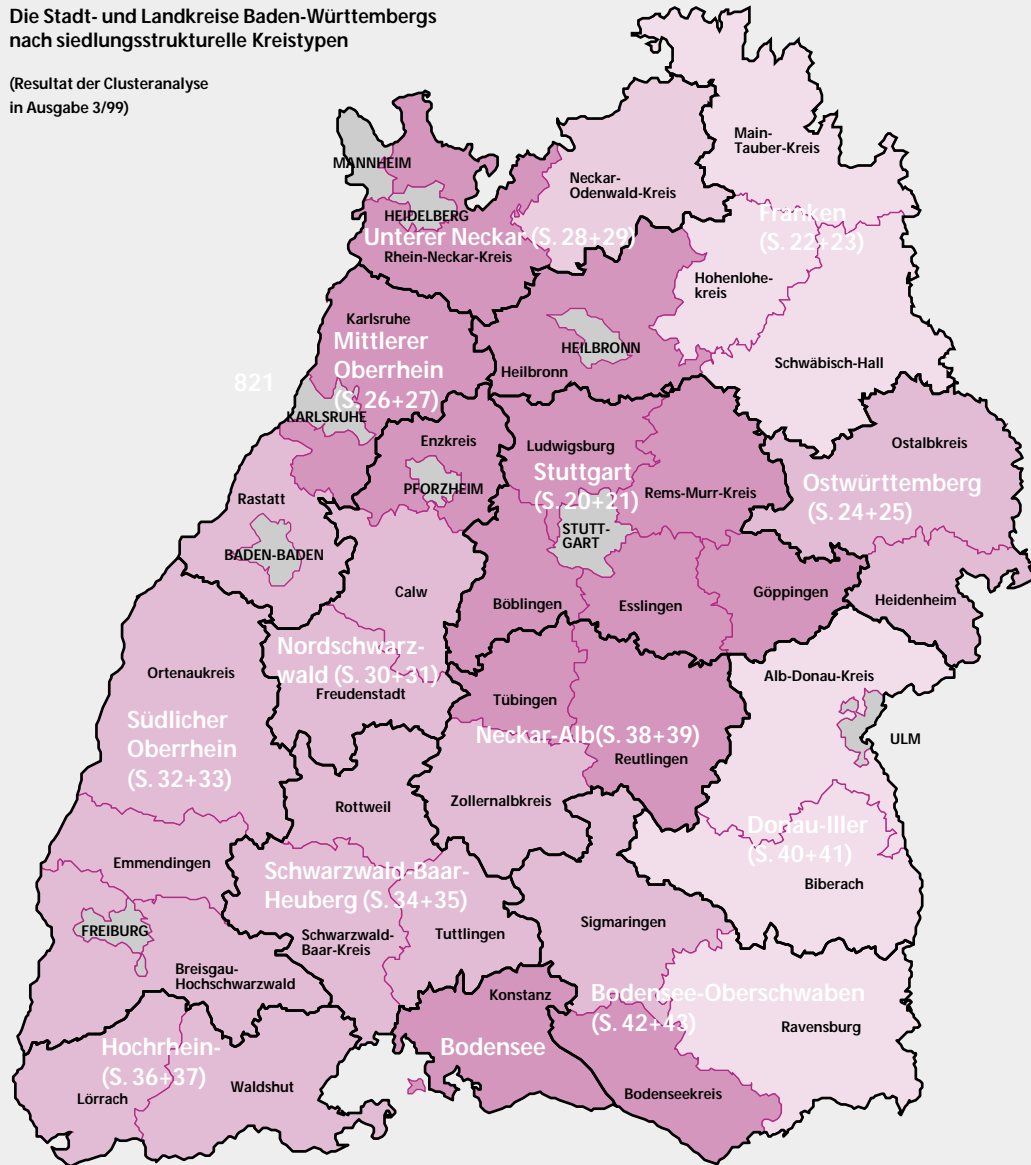 Die Stadt- und Landkreise Baden-Württembergs
nach siedlungsstrukturelle Kreistypen
(Resultat der Clusteranalyse
in Ausgabe 3/99)
Main-
Tauber-Kreis
MANNHEIM
Neckar-
Odenwald-Kreis
HEIDELBERG
Franken
(S. 22+23)
Unterer Neckar (S. 28+29)
Rhein-Neckar-Kreis
Hohenlohe-
kreis
Karlsruhe
Mittlerer
Oberrhein
(S. 26+27)
HEILBRONN
Heilbronn
Schwäbisch-Hall
821
KARLSRUHE
Enzkreis
Ludwigsburg
Stuttgart
(S. 20+21)
Ostalbkreis
Ostwürttemberg
(S. 24+25)
PFORZHEIM
Rems-Murr-Kreis
Rastatt
STUTT-
GART
BADEN-BADEN
Calw
Böblingen
Esslingen
Göppingen
Heidenheim
Nordschwarz-
wald (S. 30+31)
Freudenstadt
Ortenaukreis
Alb-Donau-Kreis
Tübingen
Südlicher
Oberrhein
(S. 32+33)
Neckar-Alb(S. 38+39)
Reutlingen
ULM
Rottweil
Zollernalbkreis
Donau-Iller
(S. 40+41)
Biberach
Emmendingen
Schwarzwald-Baar-
Heuberg (S. 34+35)
Sigmaringen
FREIBURG
Schwarzwald-
Baar-Kreis
Tuttlingen
Breisgau-
Hochschwarzwald
Konstanz
Bodensee-Oberschwaben
(S. 42+43)
Ravensburg
Hochrhein-
(S. 36+37)
Bodensee
Lörrach
Waldshut
Bodenseekreis